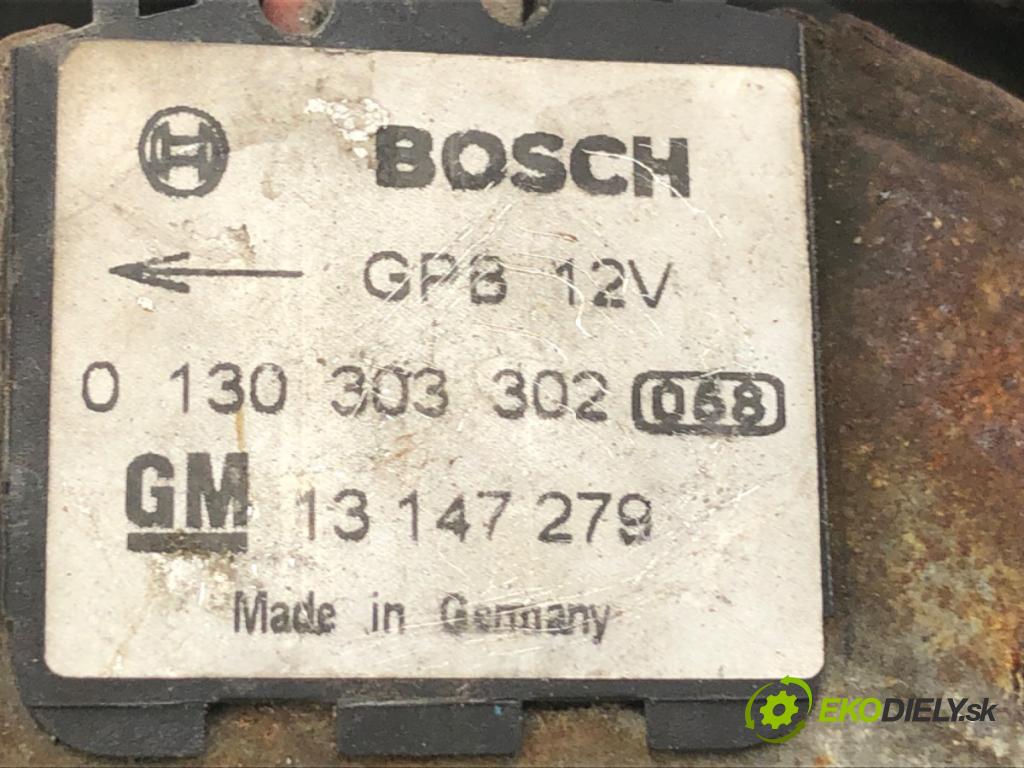 BOSCH
GPB 12V
0 130 303 302 068
GM 13 147 279
Made in Germany
EKODIELY.sk